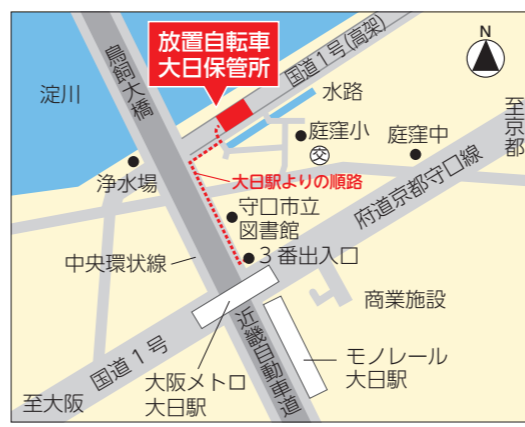 放置自転車
大日保管所
国道1号(高架)
N
鳥飼大橋
淀川
水路
至京都
庭窪小
交
庭窪中
浄水場
大日駅よりの順路
府道京都守口線
守口市立
図書館
中央環状線
3番出入口
商業施設
国道1号
近畿自動車道
モノレール
大日駅
大阪メトロ
大日駅
至大阪